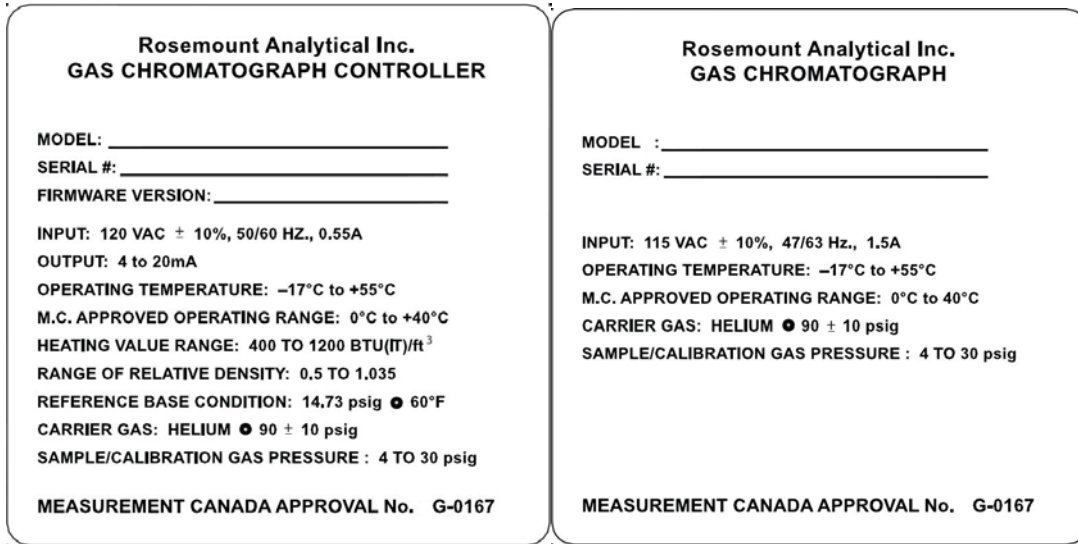 Rosemount Analytical Inc.
GAS CHROMATOGRAPH CONTROLLER
MODEL:
SERIAL #:
FIRMWARE VERSION:
INPUT: 120 VAC ± 10%, 50/60 HZ., 0.55A
OUTPUT: 4 to 20mA
OPERATING TEMPERATURE: –17°C to +55°C
M.C. APPROVED OPERATING RANGE: 0°C to +40°C
HEATING VALUE RANGE: 400 TO 1200 BTU(IT)/ft³
RANGE OF RELATIVE DENSITY: 0.5 TO 1.035
REFERENCE BASE CONDITION: 14.73 psig @ 60°F
CARRIER GAS: HELIUM @ 90 ± 10 psig
SAMPLE/CALIBRATION GAS PRESSURE : 4 TO 30 psig
MEASUREMENT CANADA APPROVAL No. G-0167
Rosemount Analytical Inc.
GAS CHROMATOGRAPH
MODEL :
SERIAL #:
INPUT: 115 VAC ± 10%, 47/63 Hz., 1.5A
OPERATING TEMPERATURE: –17°C to +55°C
M.C. APPROVED OPERATING RANGE: 0°C to 40°C
CARRIER GAS: HELIUM @ 90 ± 10 psig
SAMPLE/CALIBRATION GAS PRESSURE : 4 TO 30 psig
MEASUREMENT CANADA APPROVAL No. G-0167